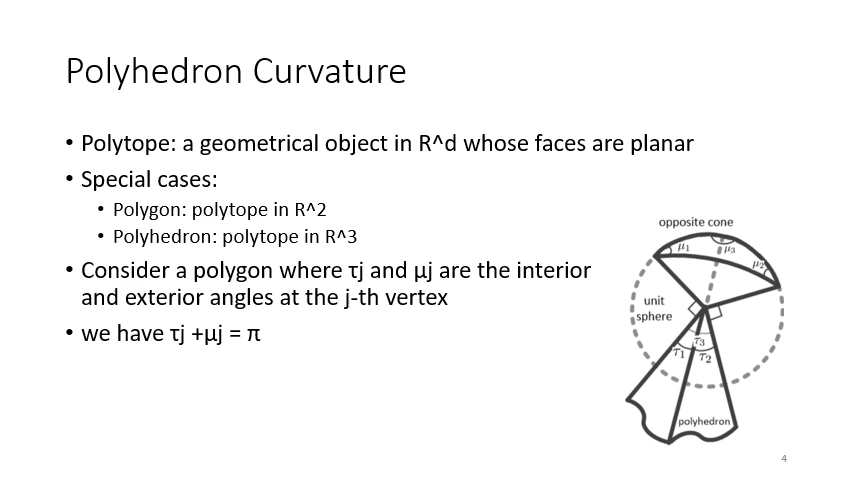 Polyhedron Curvature
• Polytope: a geometrical object in R^d whose faces are planar
• Special cases:
• Polygon: polytope in R^2
• Polyhedron: polytope in R^3
• Consider a polygon where τj and μj are the interior
and exterior angles at the j-th vertex
• we have τj +μj = π
opposite cone
μ1
μ3
μ2
unit
sphere
τ3
τ1
τ2
polyhedron
4